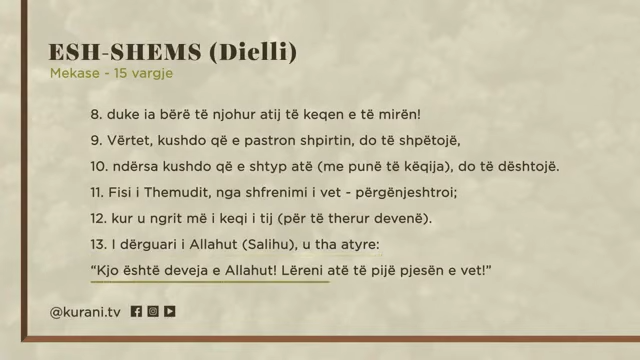 ESH-SHEMS (Dielli)
Mekase - 15 vargje
8. duke ia bërë të njohur atij të keqen e të mirën!
9. Vërtet, kushdo që e pastron shpirtin, do të shpëtojë,
10. ndërsa kushdo që e shtyp atë (me punë të këqija), do të dështojë.
11. Fisi i Themudit, nga shfrenimi i vet - përgënjeshtroi;
12. kur u ngrit më i keqi i tij (për të therur devenë).
13. I dërguari i Allahut (Salihu), u tha atyre:
“Kjo është deveja e Allahut! Lëreni atë të pijë pjesën e vet!”
@kurani.tv